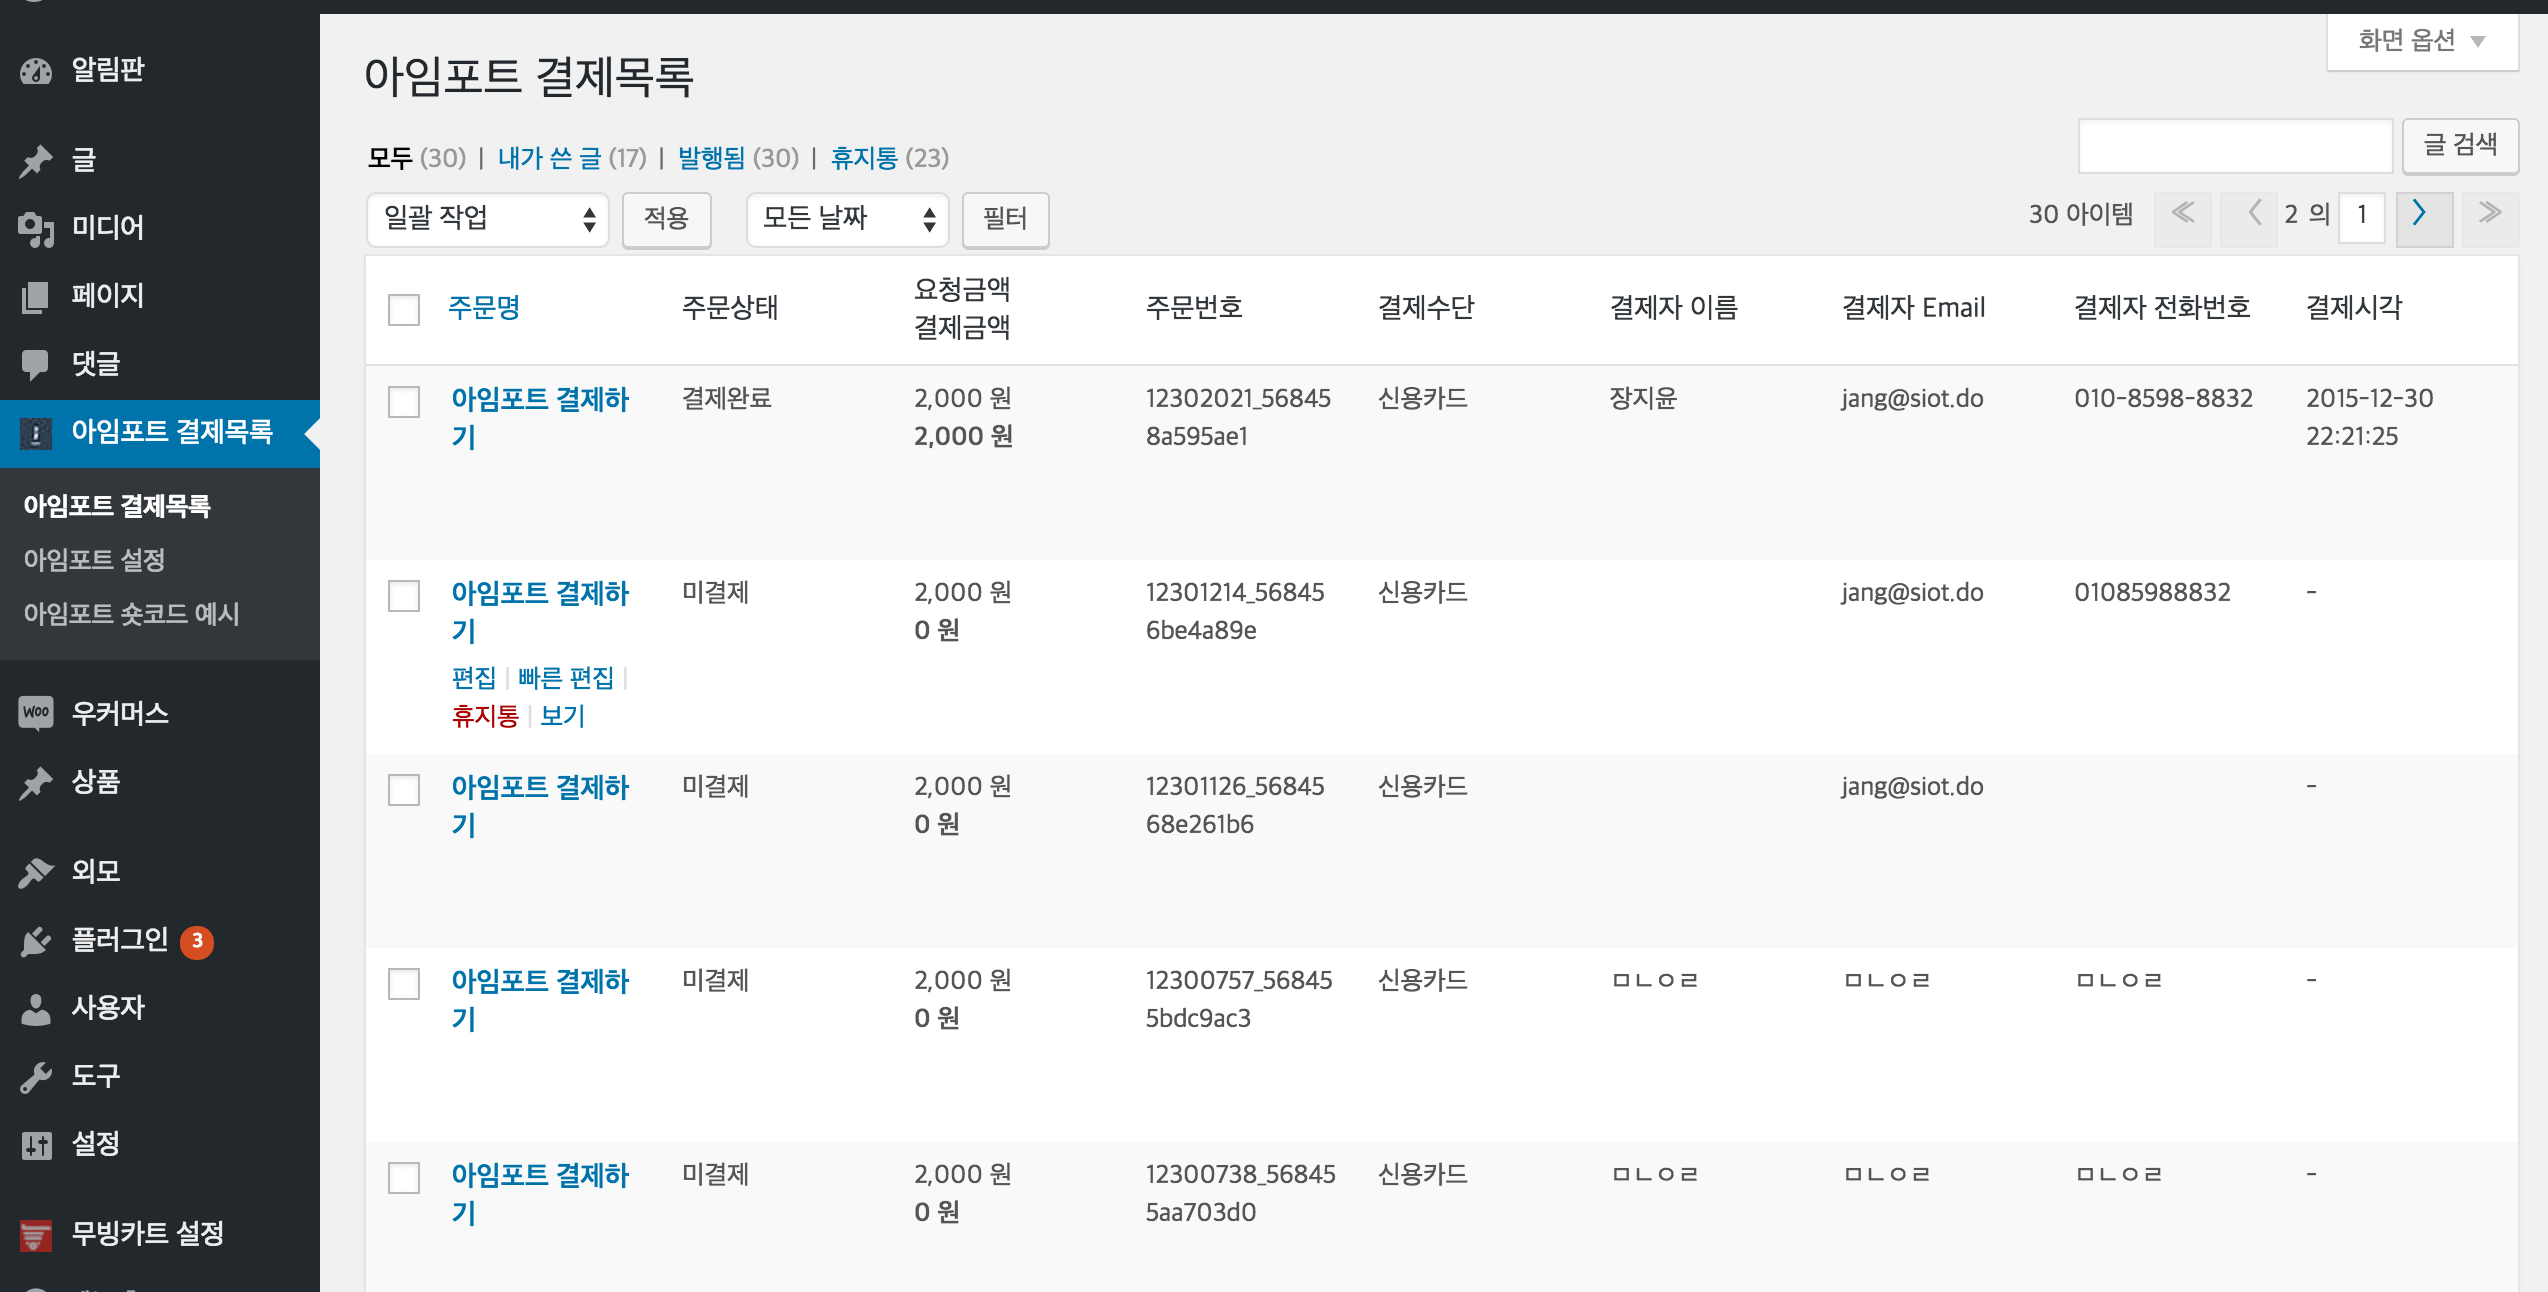 알림판
글
미디어
페이지
댓글
아임포트 결제목록
아임포트 결제목록
아임포트 설정
아임포트 숏코드 예시
우커머스
상품
외모
플러그인 3
사용자
도구
설정
무빙카트 설정
화면 옵션
아임포트 결제목록
모두 (30) | 내가 쓴 글 (17) | 발행됨 (30) | 휴지통 (23)
글 검색
일괄 작업 적용 모든 날짜 필터
30 아이템 « ‹ 2 의 1 › »
주문명 주문상태 요청금액 주문번호 결제수단 결제자 이름 결제자 Email 결제자 전화번호 결제시각
결제금액
아임포트 결제하 결제완료 2,000 원 12302021_56845 신용카드 장지윤 jang@siot.do 010-8598-8832 2015-12-30
기 2,000 원 8a595ae1 22:21:25
아임포트 결제하 미결제 2,000 원 12301214_56845 신용카드 jang@siot.do 01085988832 -
기 0 원 6be4a89e
편집 | 빠른 편집 |
휴지통 | 보기
아임포트 결제하 미결제 2,000 원 12301126_56845 신용카드 jang@siot.do -
기 0 원 68e261b6
아임포트 결제하 미결제 2,000 원 12300757_56845 신용카드 ㅁㄴㅇㄹ ㅁㄴㅇㄹ ㅁㄴㅇㄹ -
기 0 원 5bdc9ac3
아임포트 결제하 미결제 2,000 원 12300738_56845 신용카드 ㅁㄴㅇㄹ ㅁㄴㅇㄹ ㅁㄴㅇㄹ -
기 0 원 5aa703d0